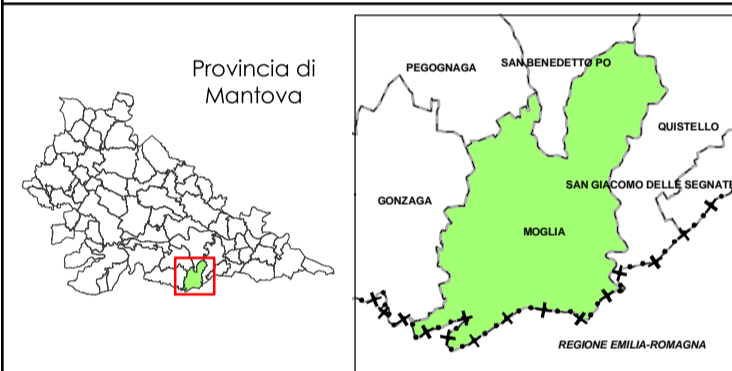 Provincia di
Mantova
PEGOGNAGA
SAN BENEDETTO PO
QUISTELLO
SAN GIACOMO DELLE SEGNATE
GONZAGA
MOGLIA
REGIONE EMILIA-ROMAGNA